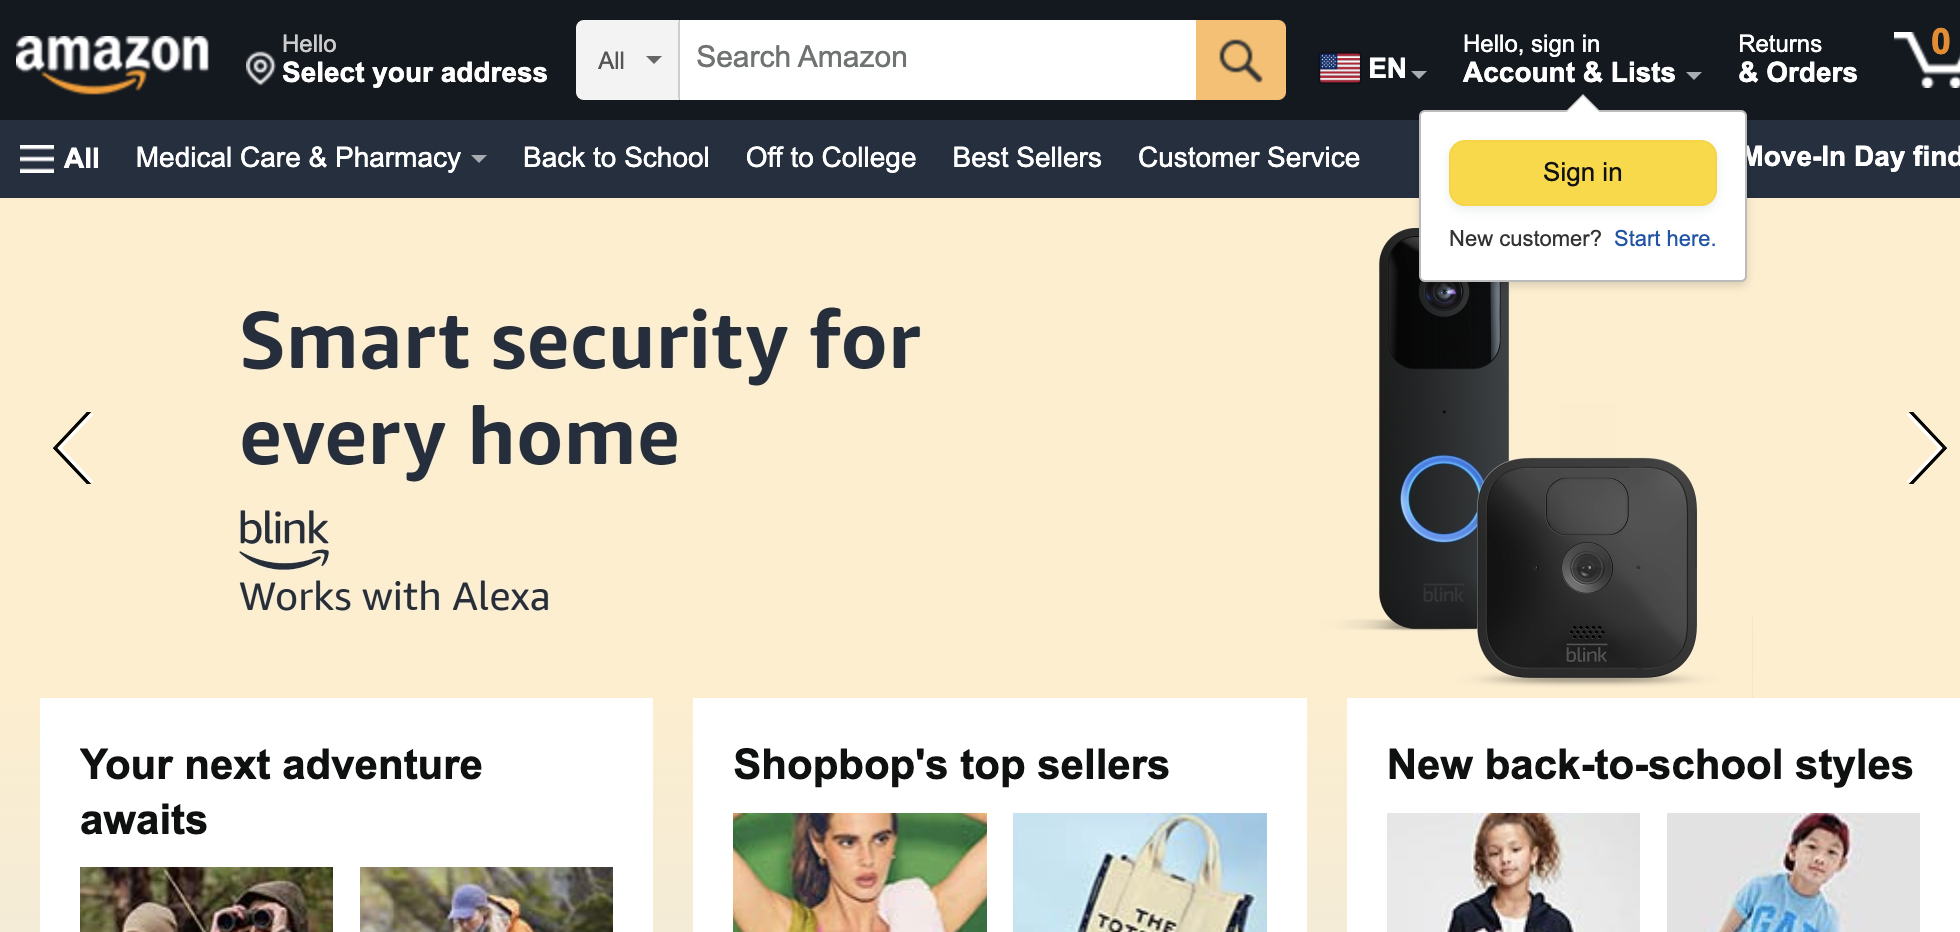 amazon
Hello
Select your address
All
Search Amazon
EN
Hello, sign in
Account & Lists
Returns
& Orders
0
All
Medical Care & Pharmacy
Back to School
Off to College
Best Sellers
Customer Service
Move-In Day find
Sign in
New customer? Start here.
Smart security for
every home
blink
Works with Alexa
blink
blink
Your next adventure
awaits
Shopbop's top sellers
New back-to-school styles
THE
GAP